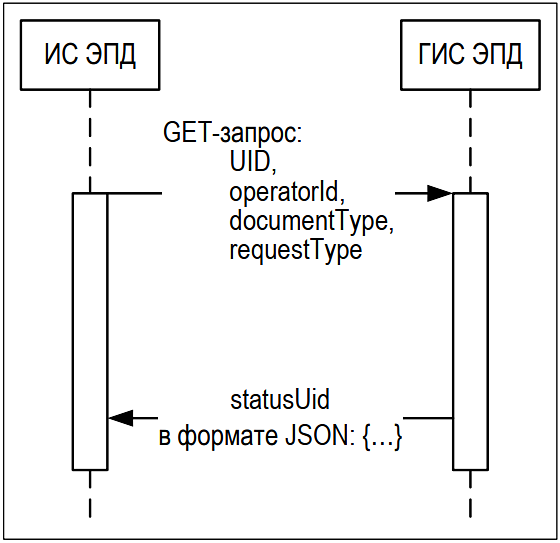 ИС ЭПД
ГИС ЭПД
GET-запрос:
UID,
operatorId,
documentType,
requestType
statusUid
в формате JSON: {...}